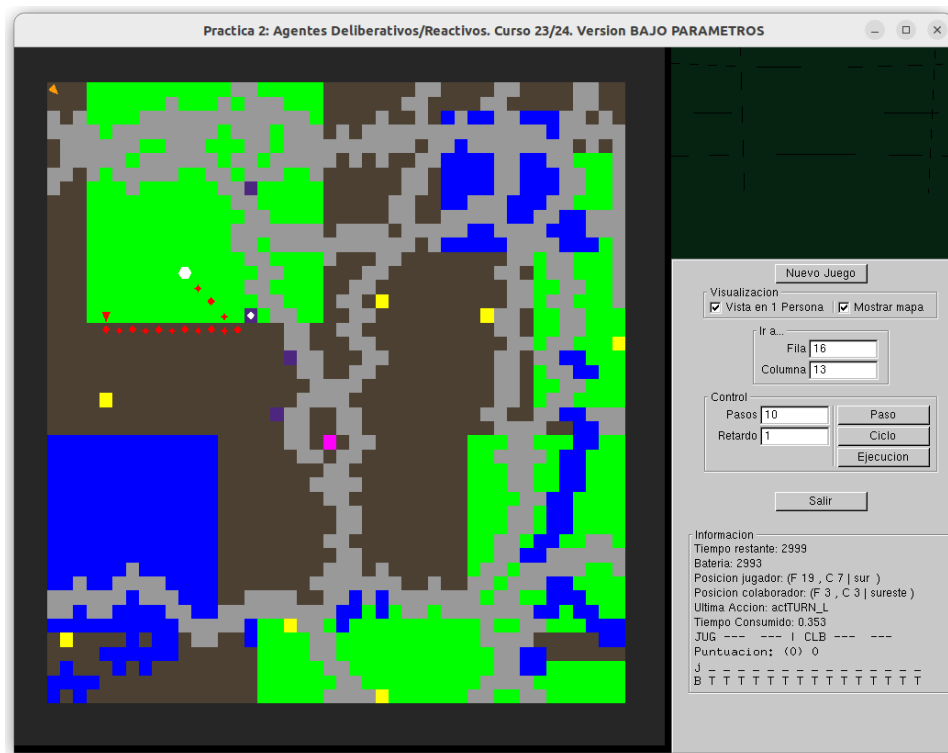 Practica 2: Agentes Deliberativos/Reactivos. Curso 23/24. Version BAJO PARAMETROS
Nuevo Juego
Visualizacion
Vista en 1 Persona
Mostrar mapa
Ir a...
Fila 16
Columna 13
Control
Pasos 10 Paso
Retardo 1 Ciclo
Ejecucion
Salir
Informacion
Tiempo restante: 2999
Bateria: 2993
Posicion jugador: (F 19 , C 7 | sur )
Posicion colaborador: (F 3 , C 3 | sureste )
Ultima Accion: actTURN_L
Tiempo Consumido: 0.353
JUG --- --- | CLB --- ---
Puntuacion: (0) 0
J _ _ _ _ _ _ _ _ _ _ _ _ _ _ _
B T T T T T T T T T T T T T T T